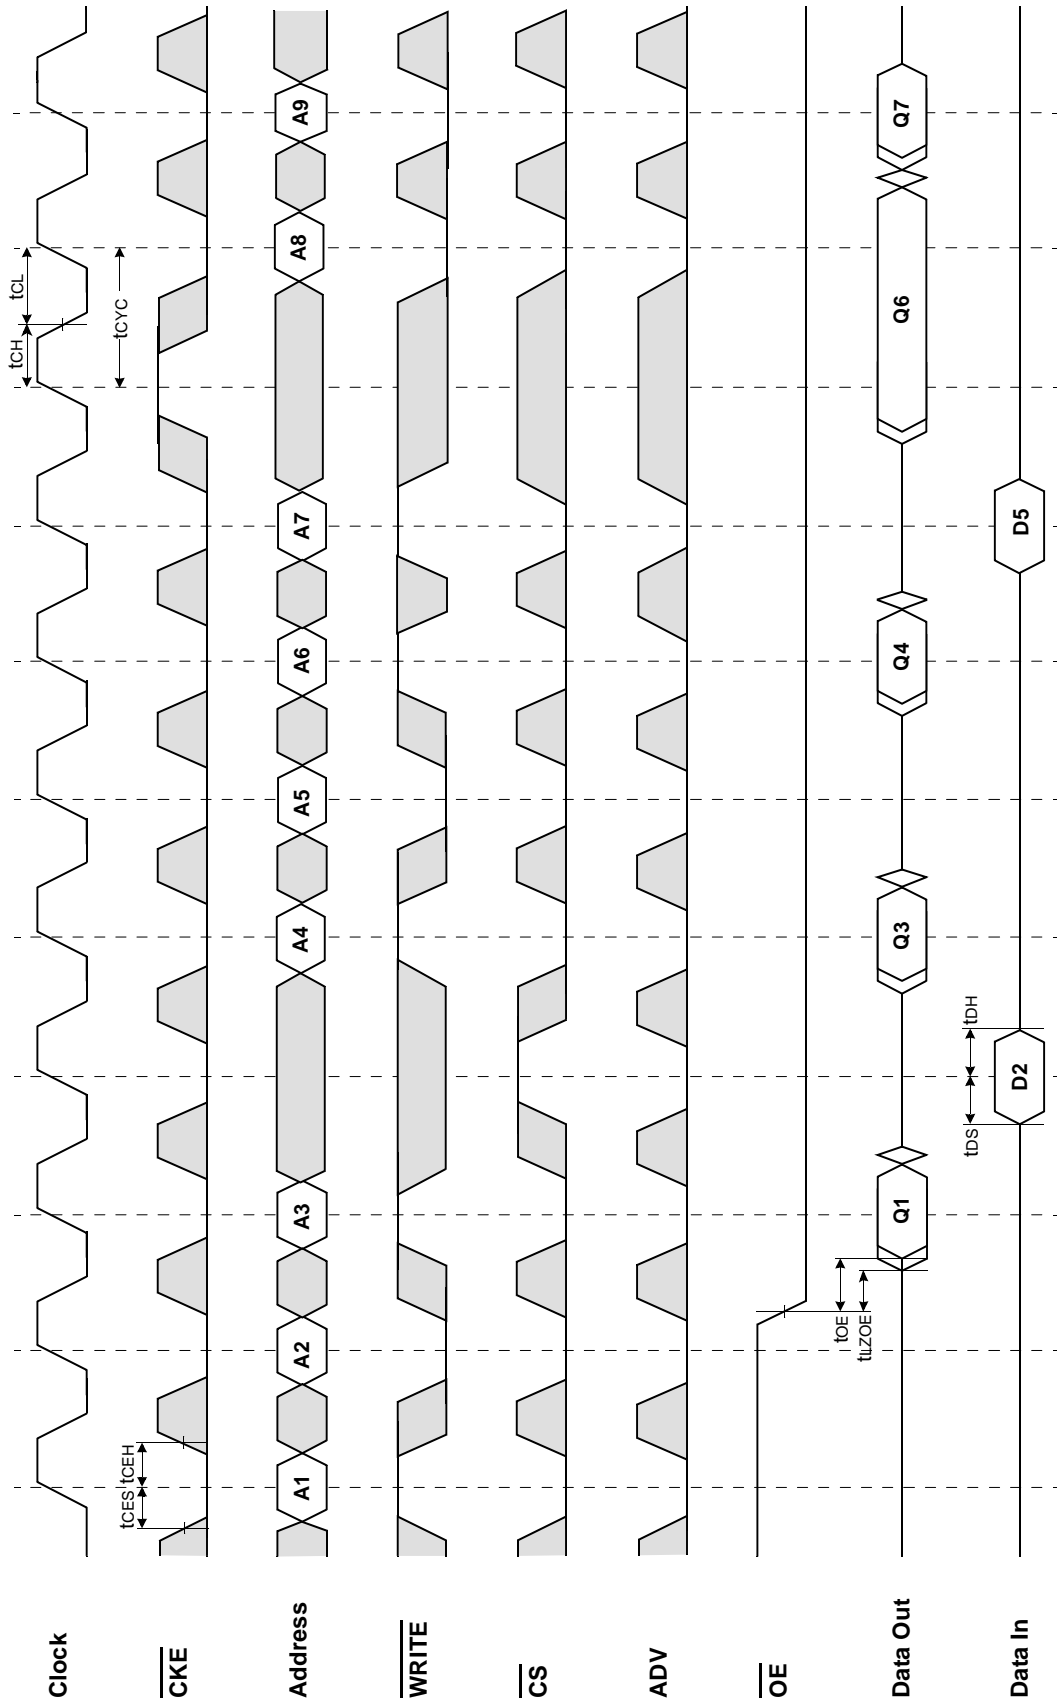 Clock
tCH tCL
tCYC
tCES tCEH
CKE
Address
A1 A2 A3 A4 A5 A6 A7 A8 A9
WRITE
CS
ADV
OE
tOE
tLZOE
Data Out
Q1 Q3 Q4 Q6 Q7
tDS tDH
Data In
D2 D5